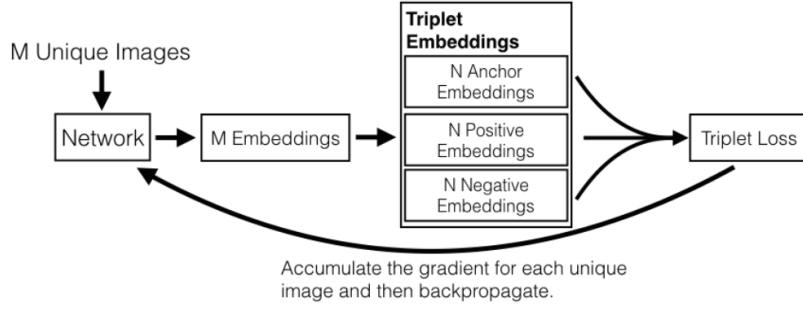 M Unique Images
Network
M Embeddings
Triplet
Embeddings
N Anchor
Embeddings
N Positive
Embeddings
N Negative
Embeddings
Triplet Loss
Accumulate the gradient for each unique
image and then backpropagate.